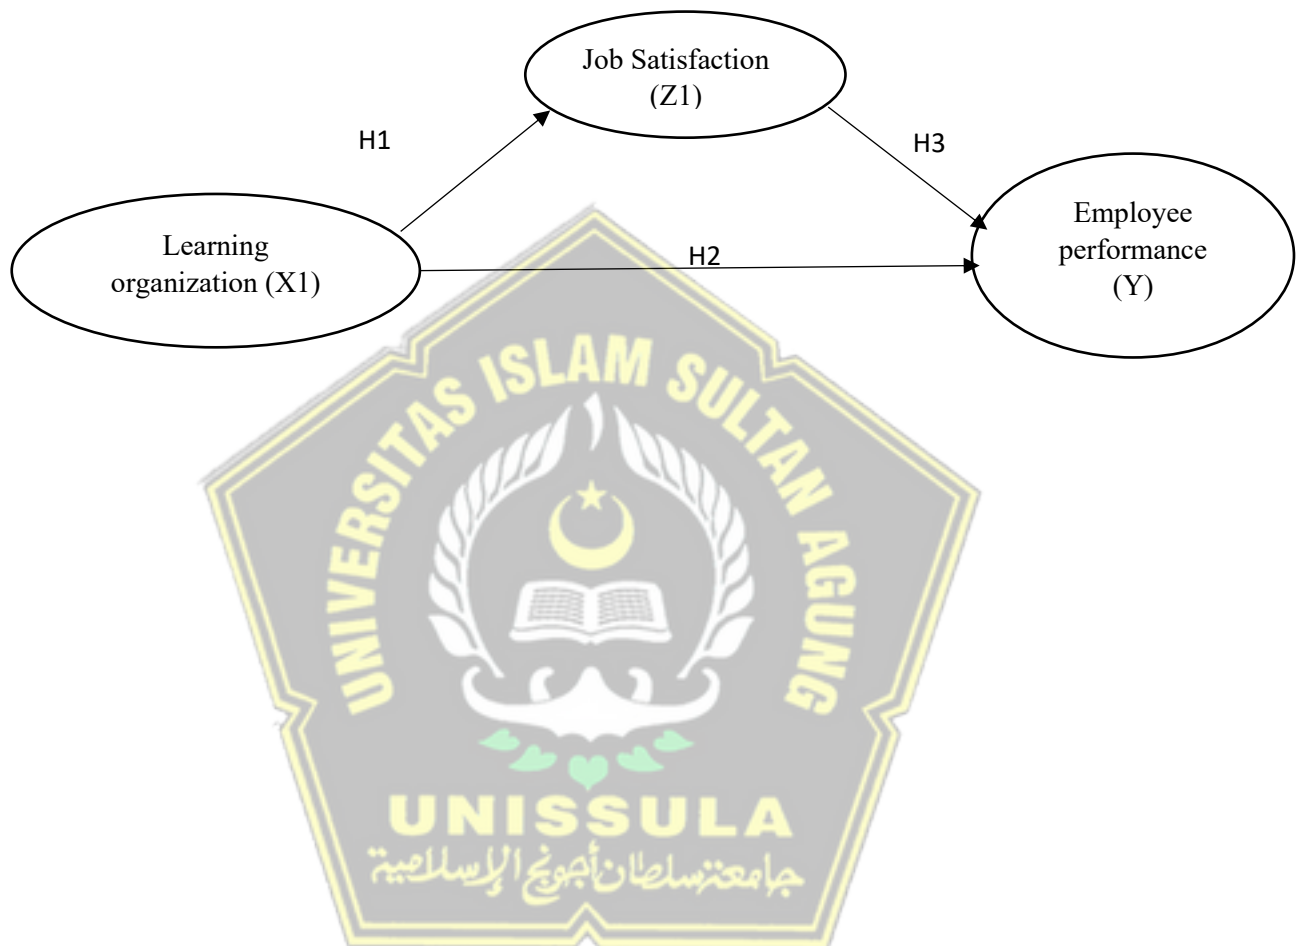 Job Satisfaction
(Z1)
H1
H3
Learning
organization (X1)
H2
Employee
performance
(Y)
UNIVERSITAS ISLAM SULTAN AGUNG
UNISSULA
جامعة سلطان أجونج الإسلامية